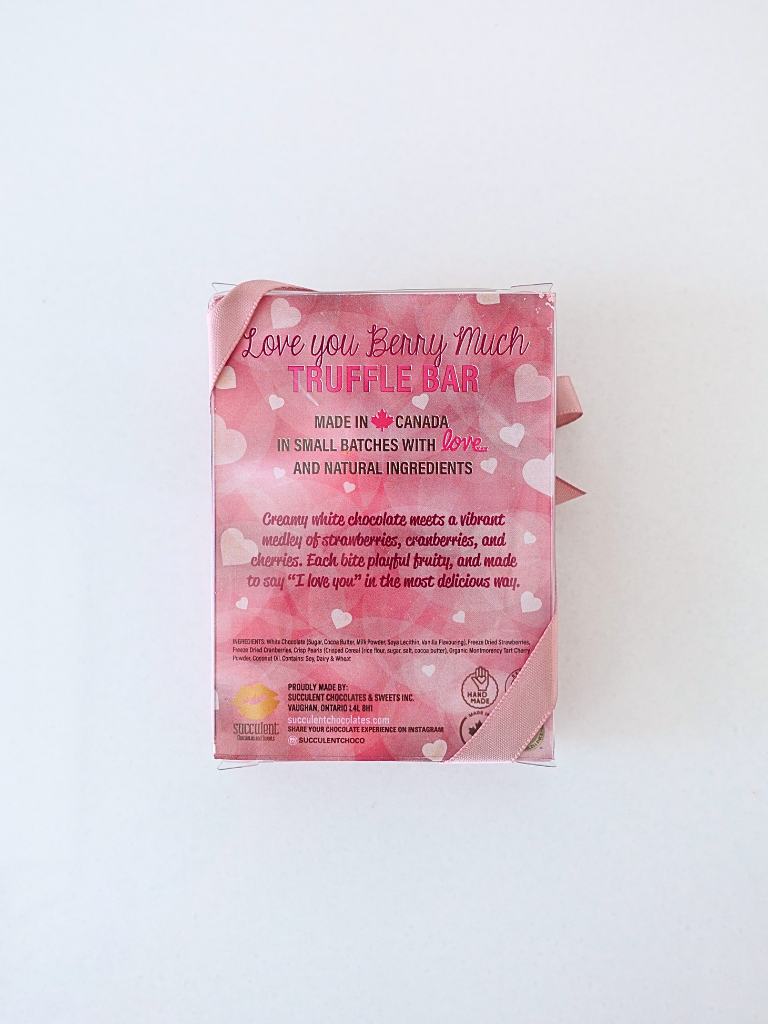 Love you Berry Much
TRUFFLE BAR
MADE IN CANADA
IN SMALL BATCHES WITH love
AND NATURAL INGREDIENTS
Creamy white chocolate meets a vibrant
medley of strawberries, cranberries, and
cherries. Each bite playful fruity, and made
to say “I love you” in the most delicious way.
INGREDIENTS: White Chocolate (Sugar, Cocoa Butter, Milk Powder, Soya Lecithin, Vanilla Flavouring), Freeze Dried Strawberries,
Freeze Dried Cranberries, Crisp Pearls (Crisped Cereal (rice flour, sugar, salt, cocoa butter), Organic Montmorency Tart Cherry
Powder, Coconut Oil. Contains: Soy, Dairy & Wheat
PROUDLY MADE BY:
SUCCULENT CHOCOLATES & SWEETS INC.
VAUGHAN, ONTARIO L4L 8H1
succulentchocolates.com
SHARE YOUR CHOCOLATE EXPERIENCE ON INSTAGRAM
SUCCULENTCHOCO
succulent
chocolates and sweets
HAND
MADE
MADE IN